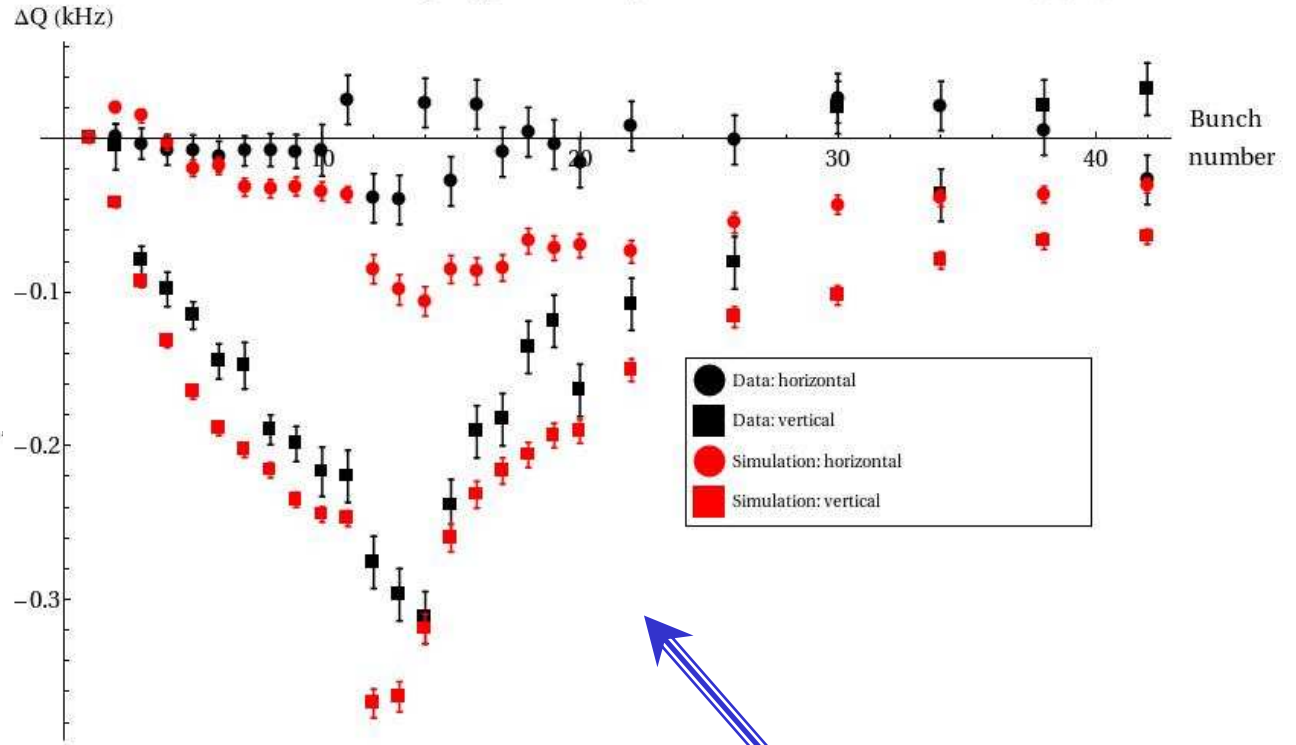 ΔQ (kHz)
Bunch
number
10
20
30
40
−0.1
−0.2
−0.3
Data: horizontal
Data: vertical
Simulation: horizontal
Simulation: vertical